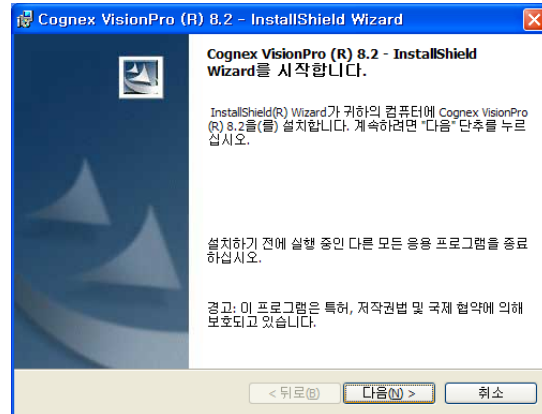 Cognex VisionPro (R) 8.2 - InstallShield Wizard
Cognex VisionPro (R) 8.2 - InstallShield
Wizard를 시작합니다.
InstallShield(R) Wizard가 귀하의 컴퓨터에 Cognex VisionPro
(R) 8.2을(를) 설치합니다. 계속하려면 "다음" 단추를 누르
십시오.
설치하기 전에 실행 중인 다른 모든 응용 프로그램을 종료
하십시오.
경고: 이 프로그램은 특허, 저작권법 및 국제 협약에 의해
보호되고 있습니다.
< 뒤로(B) 다음(N) > 취소